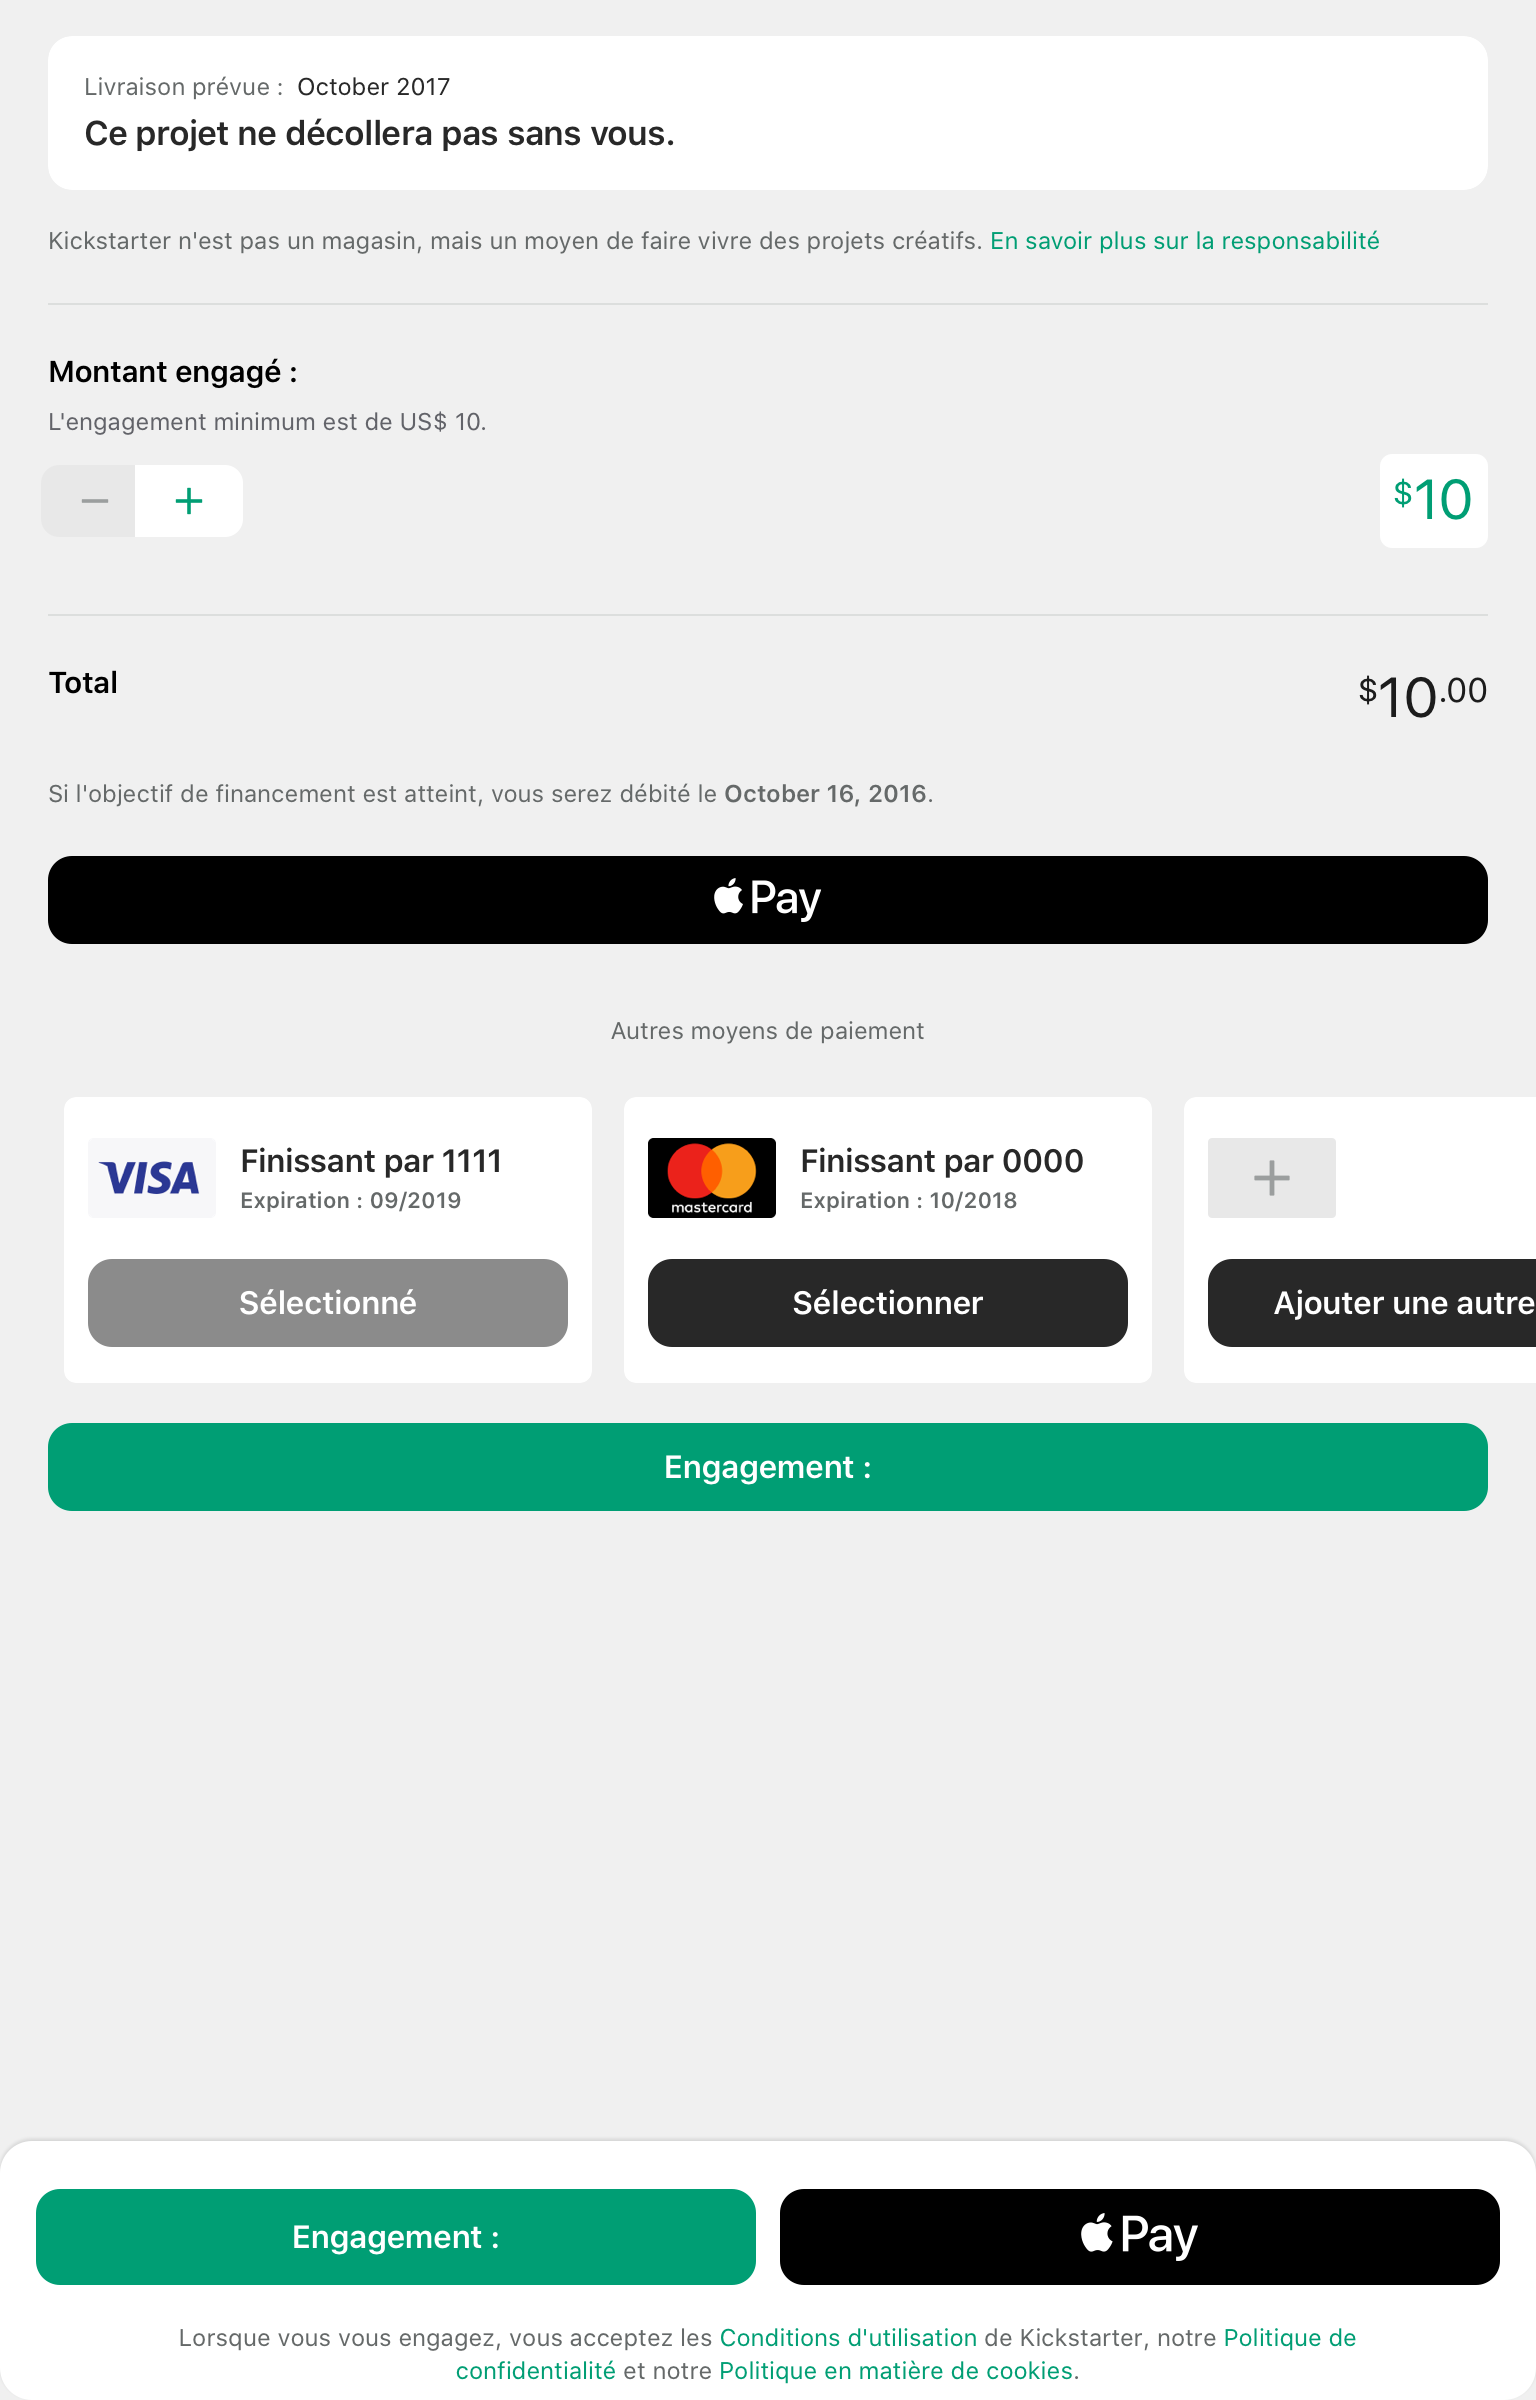 Livraison prévue : October 2017
Ce projet ne décollera pas sans vous.
Kickstarter n'est pas un magasin, mais un moyen de faire vivre des projets créatifs. En savoir plus sur la responsabilité
Montant engagé :
L'engagement minimum est de US$ 10.
$10
Total
$10.00
Si l'objectif de financement est atteint, vous serez débité le October 16, 2016.
Pay
Autres moyens de paiement
VISA
Finissant par 1111
Expiration : 09/2019
Sélectionné
mastercard
Finissant par 0000
Expiration : 10/2018
Sélectionner
Ajouter une autre
Engagement :
Engagement :
Pay
Lorsque vous vous engagez, vous acceptez les Conditions d'utilisation de Kickstarter, notre Politique de
confidentialité et notre Politique en matière de cookies.